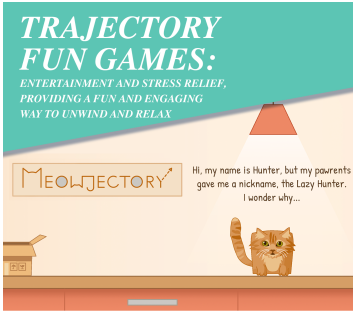 TRAJECTORY
FUN GAMES:
ENTERTAINMENT AND STRESS RELIEF,
PROVIDING A FUN AND ENGAGING
WAY TO UNWIND AND RELAX
MEOWJECTORY
Hi, my name is Hunter, but my pawrents
gave me a nickname, the Lazy Hunter.
I wonder why...